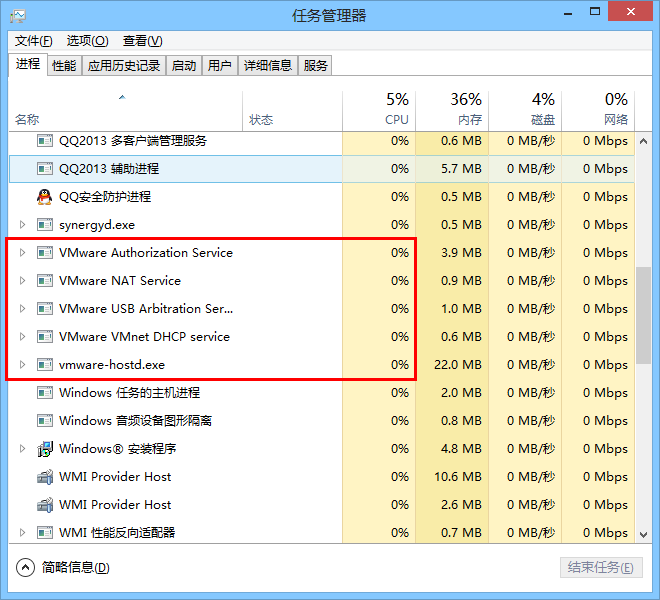 任务管理器
文件(F) 选项(O) 查看(V)
进程 性能 应用历史记录 启动 用户 详细信息 服务
5% 36% 4% 0%
名称 状态 CPU 内存 磁盘 网络
QQ2013 多客户端管理服务 0% 0.6 MB 0 MB/秒 0 Mbps
QQ2013 辅助进程 0% 5.7 MB 0 MB/秒 0 Mbps
QQ安全防护进程 0% 0.5 MB 0 MB/秒 0 Mbps
synergyd.exe 0% 0.5 MB 0 MB/秒 0 Mbps
VMware Authorization Service 0% 3.9 MB 0 MB/秒 0 Mbps
VMware NAT Service 0% 0.9 MB 0 MB/秒 0 Mbps
VMware USB Arbitration Ser... 0% 1.0 MB 0 MB/秒 0 Mbps
VMware VMnet DHCP service 0% 0.6 MB 0 MB/秒 0 Mbps
vmware-hostd.exe 0% 22.0 MB 0 MB/秒 0 Mbps
Windows 任务的主机进程 0% 2.0 MB 0 MB/秒 0 Mbps
Windows 音频设备图形隔离 0% 0.8 MB 0 MB/秒 0 Mbps
Windows® 安装程序 0% 4.8 MB 0 MB/秒 0 Mbps
WMI Provider Host 0% 10.6 MB 0 MB/秒 0 Mbps
WMI Provider Host 0% 2.6 MB 0 MB/秒 0 Mbps
WMI 性能反向适配器 0% 0.7 MB 0 MB/秒 0 Mbps
简略信息(D) 结束任务(E)